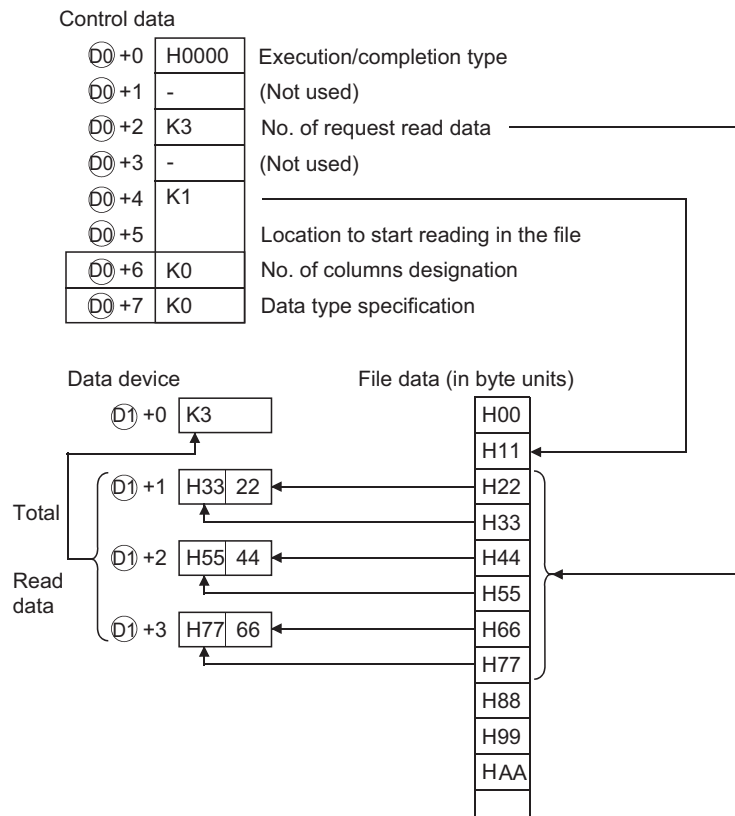 Control data
D0 +0 H0000 Execution/completion type
D0 +1 - (Not used)
D0 +2 K3 No. of request read data
D0 +3 - (Not used)
D0 +4 K1
D0 +5 Location to start reading in the file
D0 +6 K0 No. of columns designation
D0 +7 K0 Data type specification
Data device File data (in byte units)
D1 +0 K3 H00
H11
D1 +1 H33 22 H22
Total H33
D1 +2 H55 44 H44
Read H55
data
D1 +3 H77 66 H66
H77
H88
H99
HAA